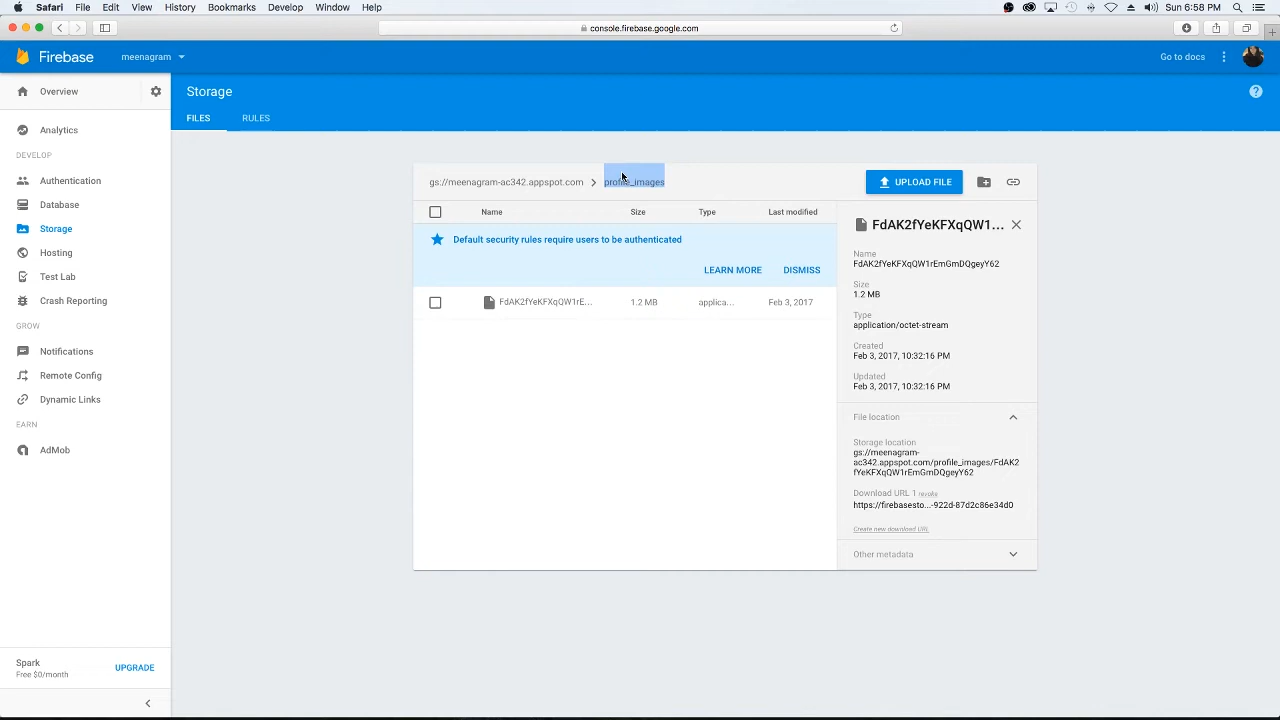 Safari File Edit View History Bookmarks Develop Window Help
Sun 6:58 PM
console.firebase.google.com
Firebase
meenagram
Go to docs
Overview
Analytics
DEVELOP
Authentication
Database
Storage
Hosting
Test Lab
Crash Reporting
GROW
Notifications
Remote Config
Dynamic Links
EARN
AdMob
Spark
Free $0/month
UPGRADE
Storage
FILES RULES
gs://meenagram-ac342.appspot.com > profile_images
UPLOAD FILE
Name Size Type Last modified
Default security rules require users to be authenticated
LEARN MORE DISMISS
FdAK2fYeKFXqQW1rE... 1.2 MB applica... Feb 3, 2017
FdAK2fYeKFXqQW1...
Name
FdAK2fYeKFXqQW1rEmGmDQgeyY62
Size
1.2 MB
Type
application/octet-stream
Created
Feb 3, 2017, 10:32:16 PM
Updated
Feb 3, 2017, 10:32:16 PM
File location
Storage location
gs://meenagram-
ac342.appspot.com/profile_images/FdAK2
fYeKFXqQW1rEmGmDQgeyY62
Download URL 1 revoke
https://firebasesto...-922d-87d2c86e34d0
Create new download URL
Other metadata